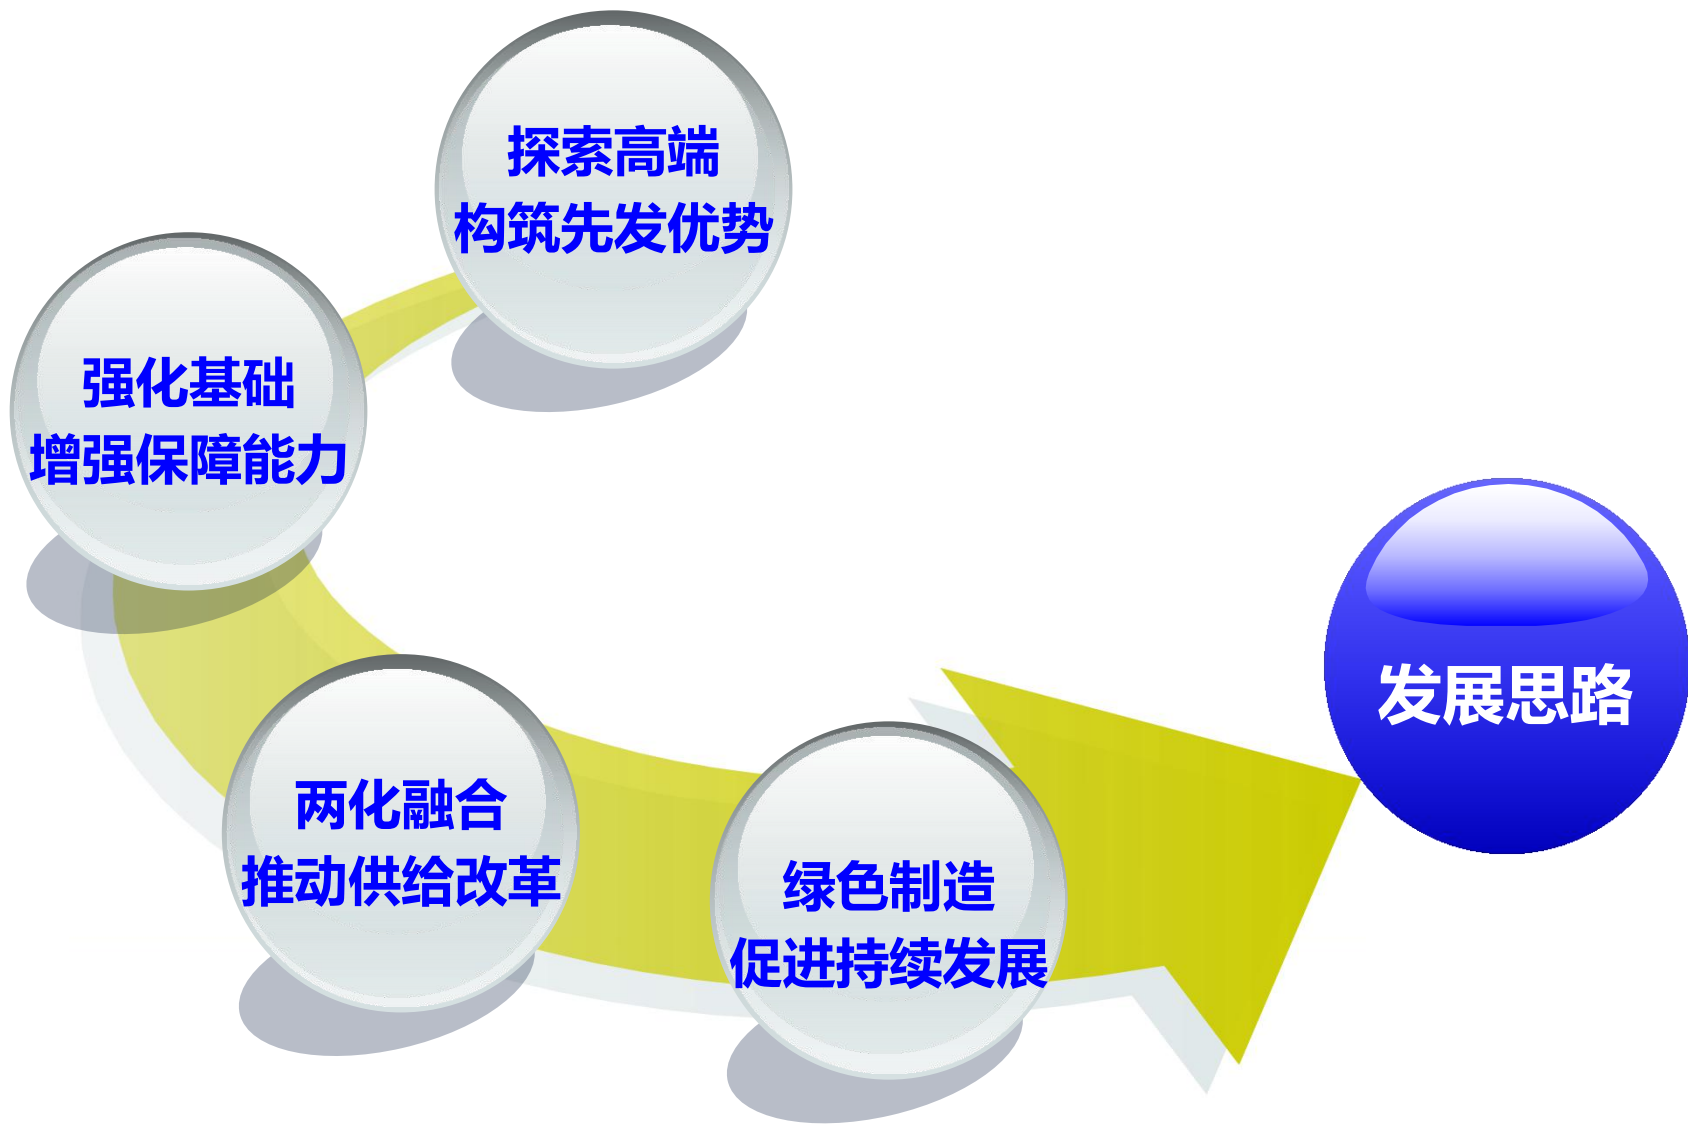 探索高端
构筑先发优势
强化基础
增强保障能力
两化融合
推动供给改革
绿色制造
促进持续发展
发展思路